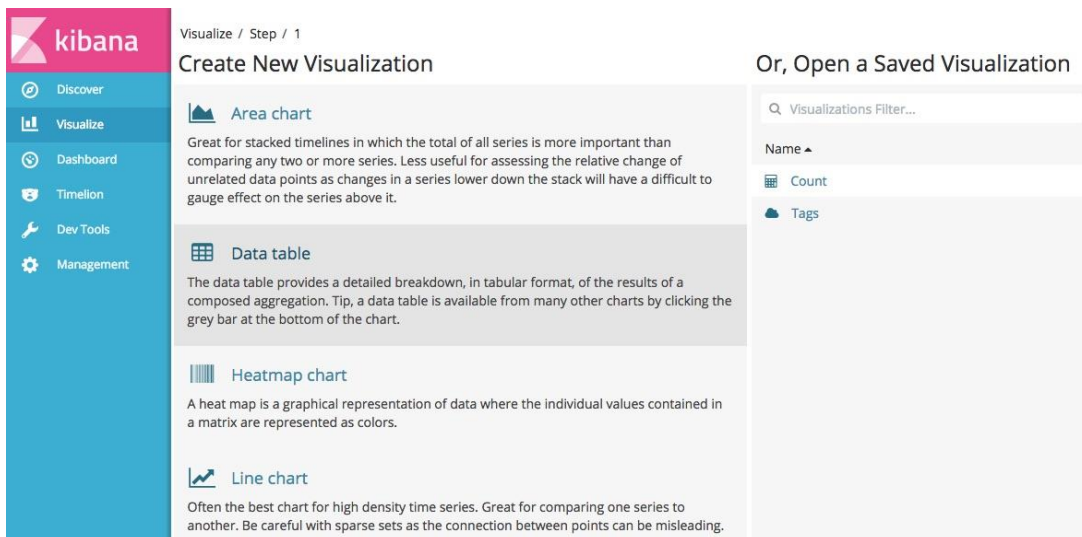 kibana
Discover
Visualize
Dashboard
Timelion
Dev Tools
Management
Visualize / Step / 1
Create New Visualization
Area chart
Great for stacked timelines in which the total of all series is more important than
comparing any two or more series. Less useful for assessing the relative change of
unrelated data points as changes in a series lower down the stack will have a difficult to
gauge effect on the series above it.
Data table
The data table provides a detailed breakdown, in tabular format, of the results of a
composed aggregation. Tip, a data table is available from many other charts by clicking the
grey bar at the bottom of the chart.
Heatmap chart
A heat map is a graphical representation of data where the individual values contained in
a matrix are represented as colors.
Line chart
Often the best chart for high density time series. Great for comparing one series to
another. Be careful with sparse sets as the connection between points can be misleading.
Or, Open a Saved Visualization
Visualizations Filter...
Name
Count
Tags